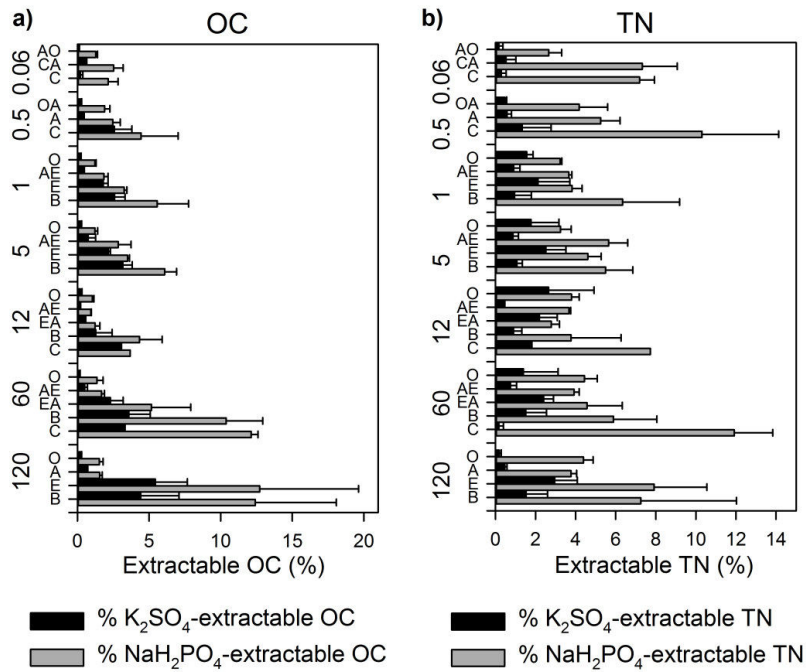 a) OC
0.06
AO
CA
C
0.5
OA
A
C
1
O
AE
E
B
5
O
AE
E
B
12
O
AE
EA
B
C
60
O
AE
EA
B
C
120
O
A
E
B
0 5 10 15 20
Extractable OC (%)
% K₂SO₄-extractable OC
% NaH₂PO₄-extractable OC
b) TN
0.06
AO
CA
C
0.5
OA
A
C
1
O
AE
E
B
5
O
AE
E
B
12
O
AE
EA
B
C
60
O
AE
EA
B
C
120
O
A
E
B
0 2 4 6 8 10 12 14
Extractable TN (%)
% K₂SO₄-extractable TN
% NaH₂PO₄-extractable TN